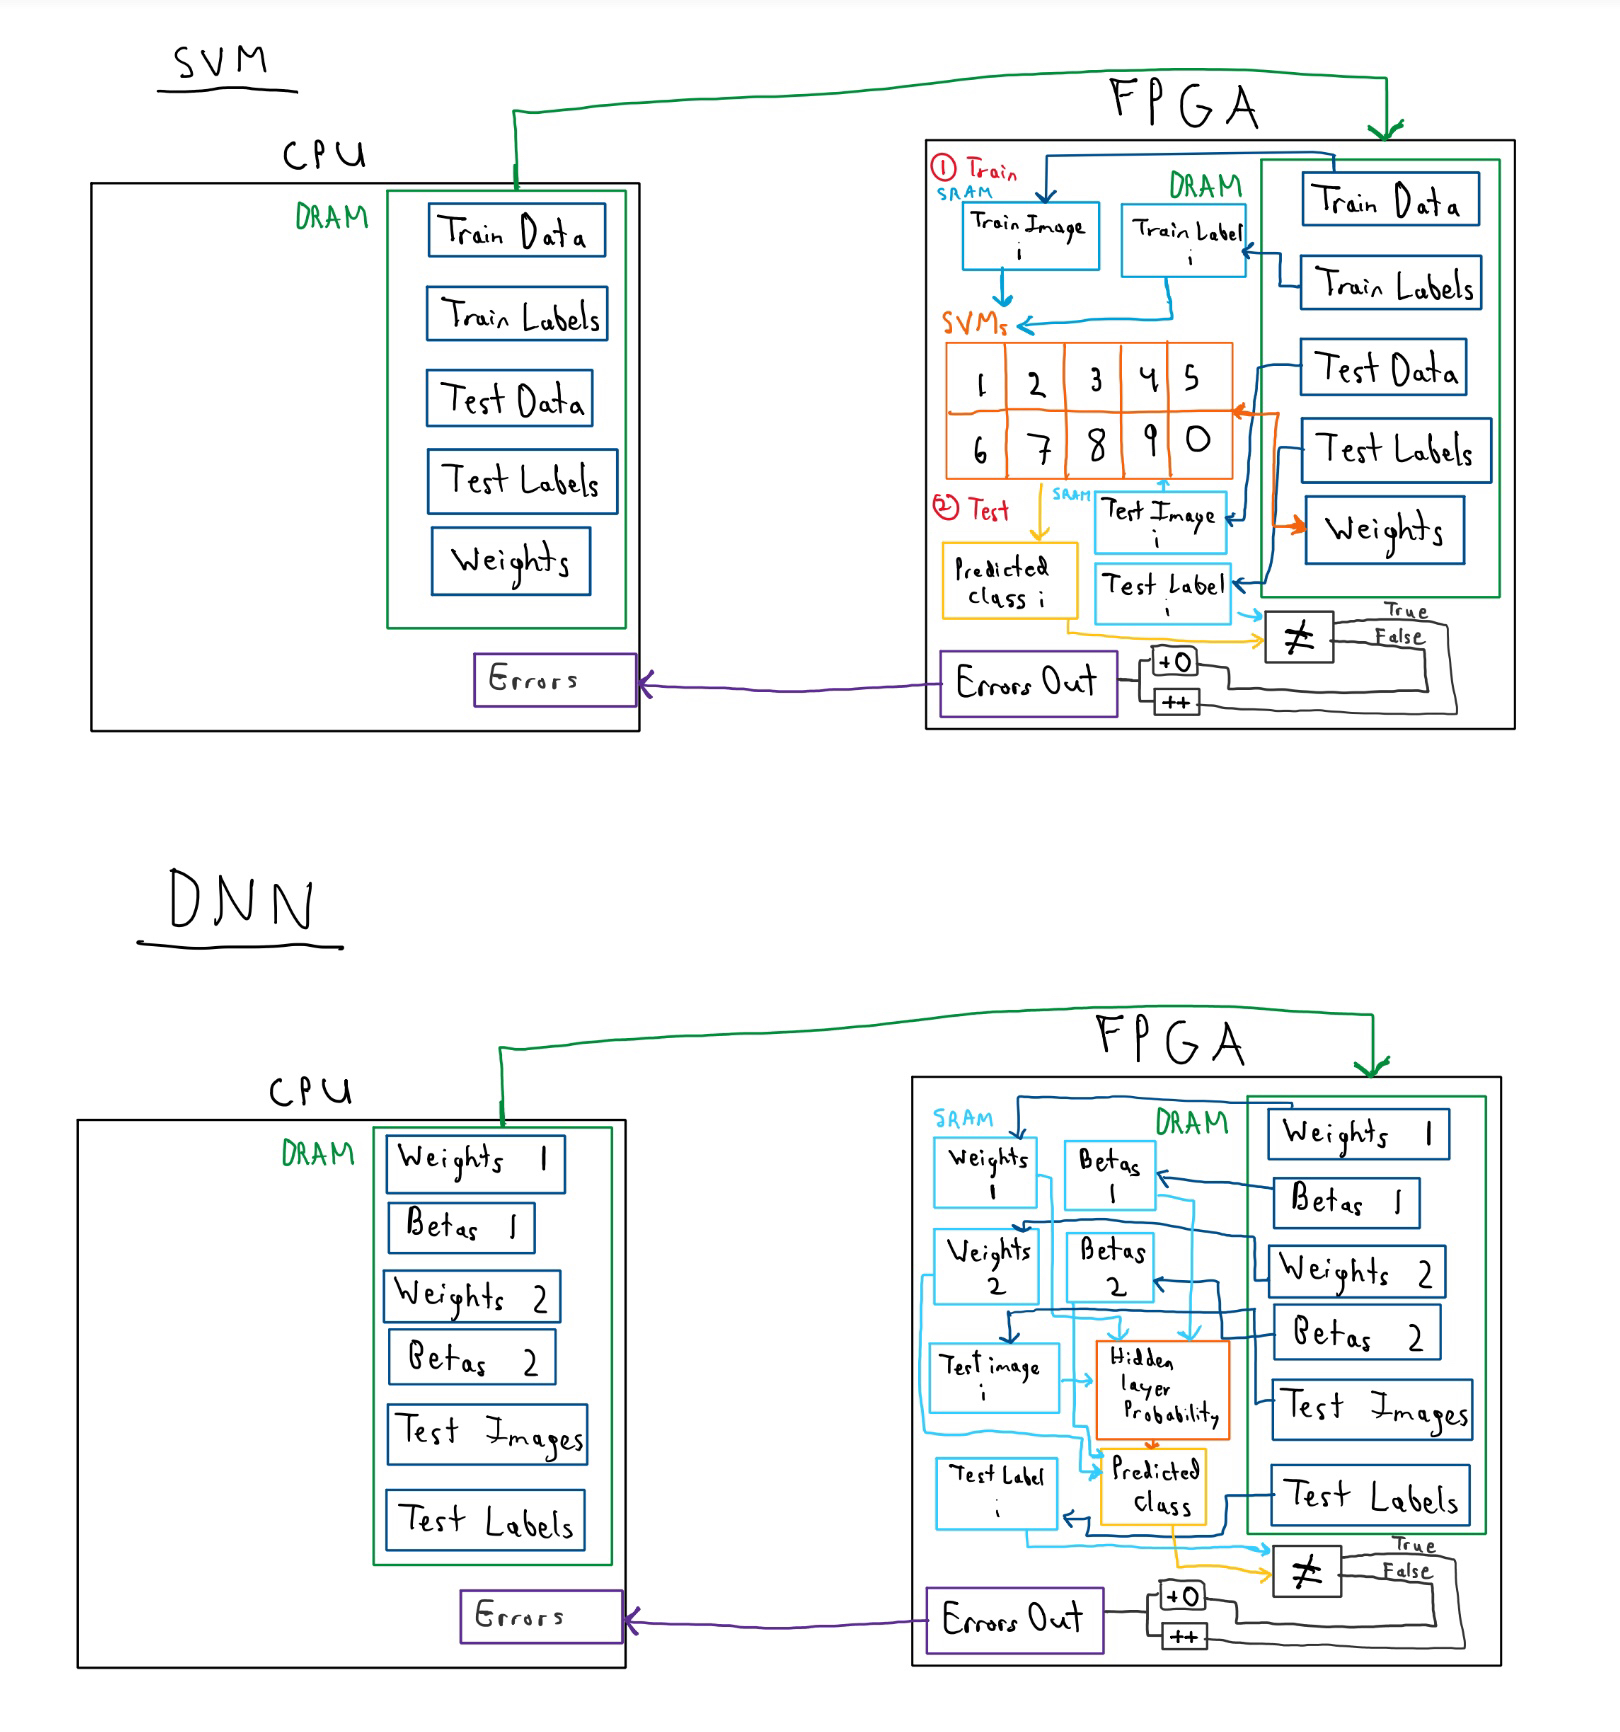 SVM
FPGA
CPU
DRAM
Train Data
Train Labels
Test Data
Test Labels
Weights
Errors
① Train
SRAM
DRAM
Train Image
i
Train Label
i
Train Data
Train Labels
Test Data
Test Labels
Weights
SVMs
1 2 3 4 5
6 7 8 9 0
② Test
SRAM
Test Image
i
Predicted
class i
Test Label
i
≠
True
False
+0
++
Errors Out
DNN
FPGA
CPU
DRAM
Weights 1
Betas 1
Weights 2
Betas 2
Test Images
Test Labels
Errors
SRAM
DRAM
Weights
1
Betas
1
Weights
2
Betas
2
Weights 1
Betas 1
Weights 2
Betas 2
Test Images
Test Labels
Test image
i
Hidden
layer
Probability
Test Label
i
Predicted
class
≠
True
False
+0
++
Errors Out